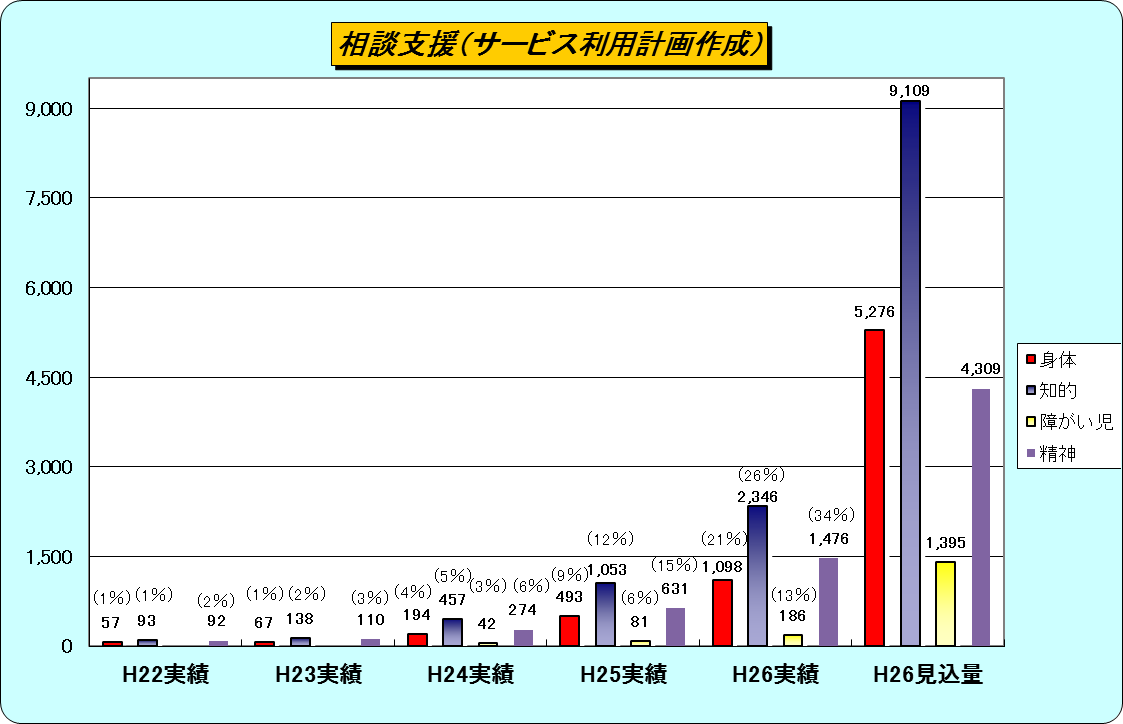 相談支援(サービス利用計画作成)
9,000
7,500
6,000
4,500
3,000
1,500
0
(1%) (1%) (2%)
57 93 92
(1%) (2%) (3%)
67 138 110
(4%) (5%) (3%) (6%)
194 457 42 274
(9%) (12%) (6%) (15%)
493 1,053 81 631
(21%) (26%) (13%) (34%)
1,098 2,346 186 1,476
5,276 9,109 1,395 4,309
H22実績 H23実績 H24実績 H25実績 H26実績 H26見込量
身体
知的
障がい児
精神